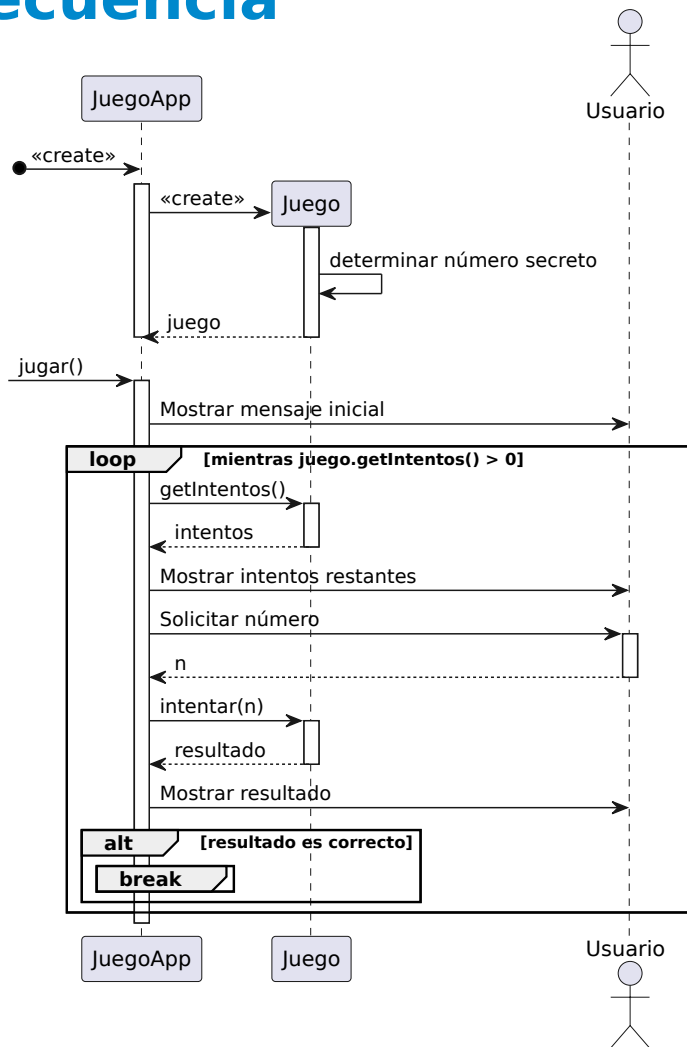 ecuencia
Usuario
JuegoApp
«create»
«create»
Juego
determinar número secreto
juego
jugar()
Mostrar mensaje inicial
loop [mientras juego.getIntentos() > 0]
getIntentos()
intentos
Mostrar intentos restantes
Solicitar número
n
intentar(n)
resultado
Mostrar resultado
alt [resultado es correcto]
break
JuegoApp Juego Usuario